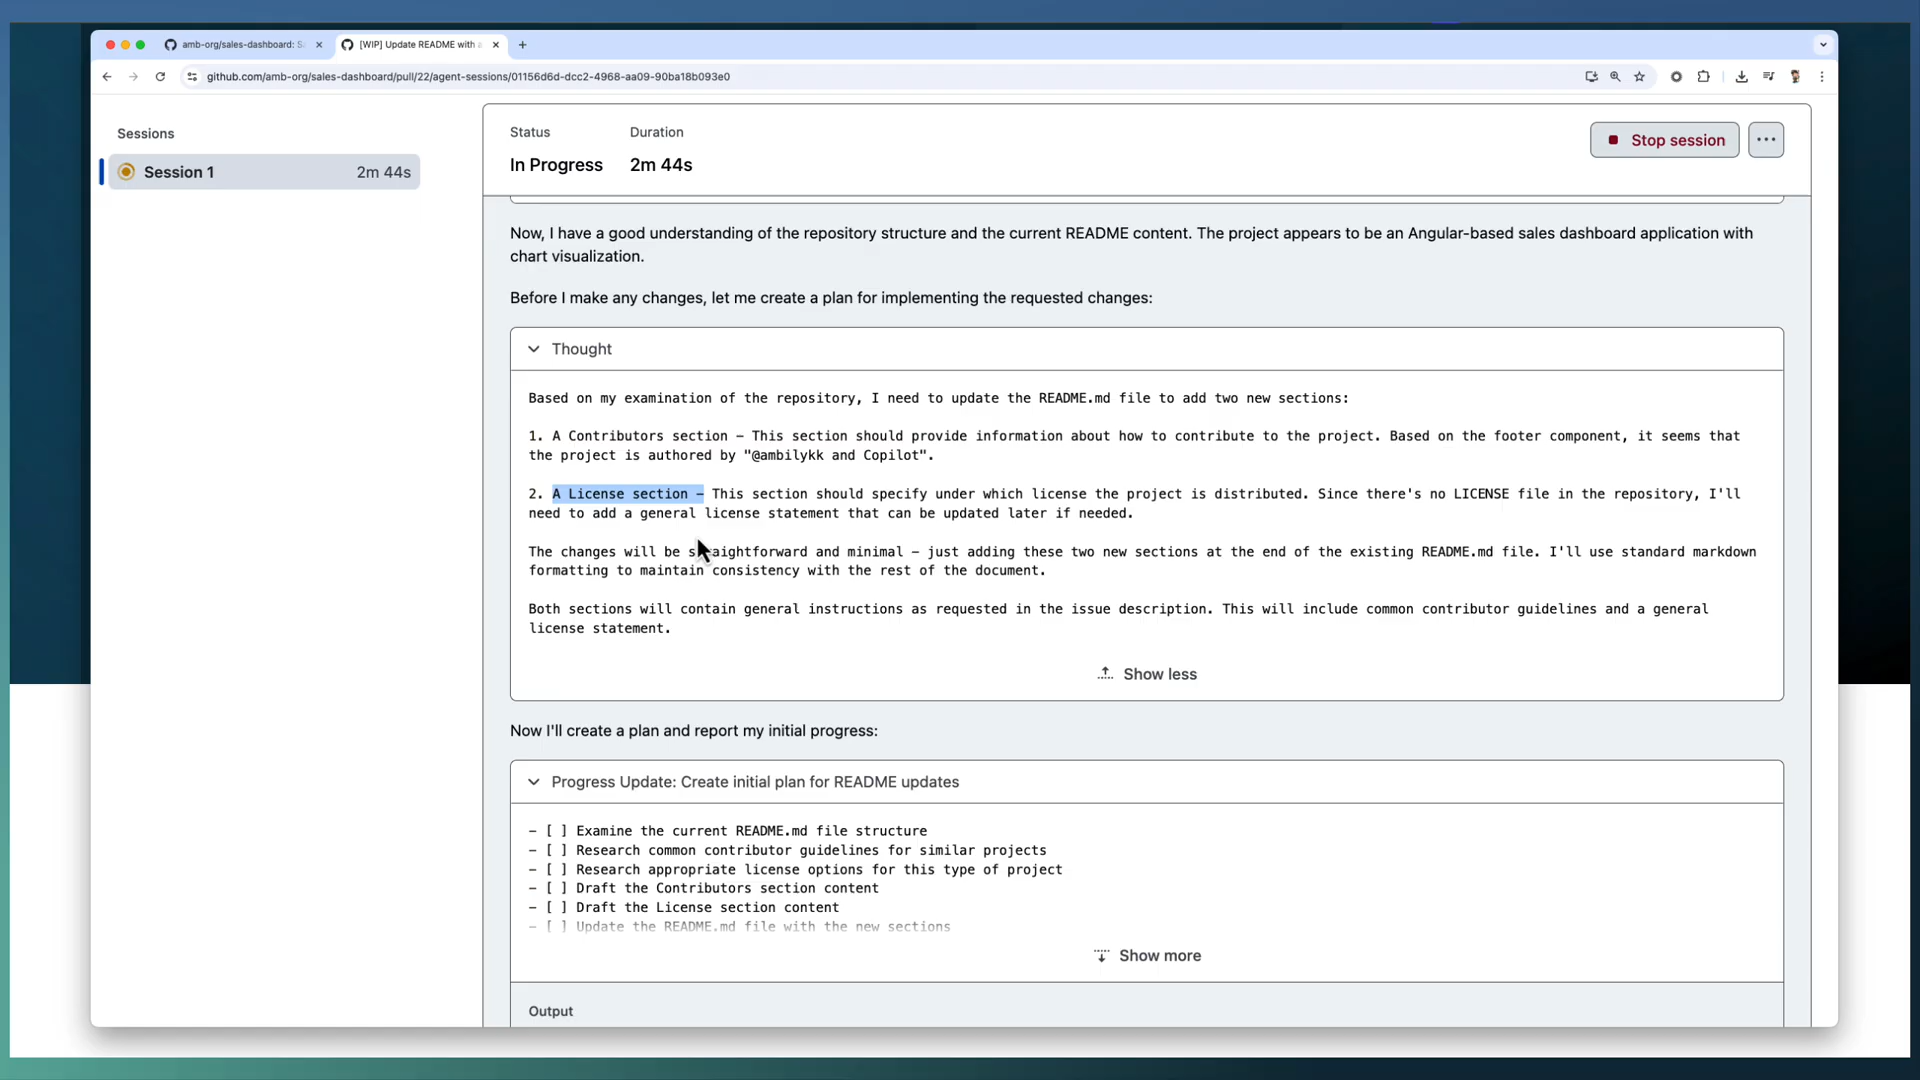 amb-org/sales-dashboard: S
[WIP] Update README with a
github.com/amb-org/sales-dashboard/pull/22/agent-sessions/01156d6d-dcc2-4968-aa09-90ba18b093e0
Sessions
Session 1 2m 44s
Status Duration
In Progress 2m 44s
Stop session
Now, I have a good understanding of the repository structure and the current README content. The project appears to be an Angular-based sales dashboard application with
chart visualization.
Before I make any changes, let me create a plan for implementing the requested changes:
Thought
Based on my examination of the repository, I need to update the README.md file to add two new sections:
1. A Contributors section – This section should provide information about how to contribute to the project. Based on the footer component, it seems that
the project is authored by "@ambilykk and Copilot".
2. A License section – This section should specify under which license the project is distributed. Since there's no LICENSE file in the repository, I'll
need to add a general license statement that can be updated later if needed.
The changes will be straightforward and minimal – just adding these two new sections at the end of the existing README.md file. I'll use standard markdown
formatting to maintain consistency with the rest of the document.
Both sections will contain general instructions as requested in the issue description. This will include common contributor guidelines and a general
license statement.
Show less
Now I'll create a plan and report my initial progress:
Progress Update: Create initial plan for README updates
– [ ] Examine the current README.md file structure
– [ ] Research common contributor guidelines for similar projects
– [ ] Research appropriate license options for this type of project
– [ ] Draft the Contributors section content
– [ ] Draft the License section content
– [ ] Update the README.md file with the new sections
Show more
Output